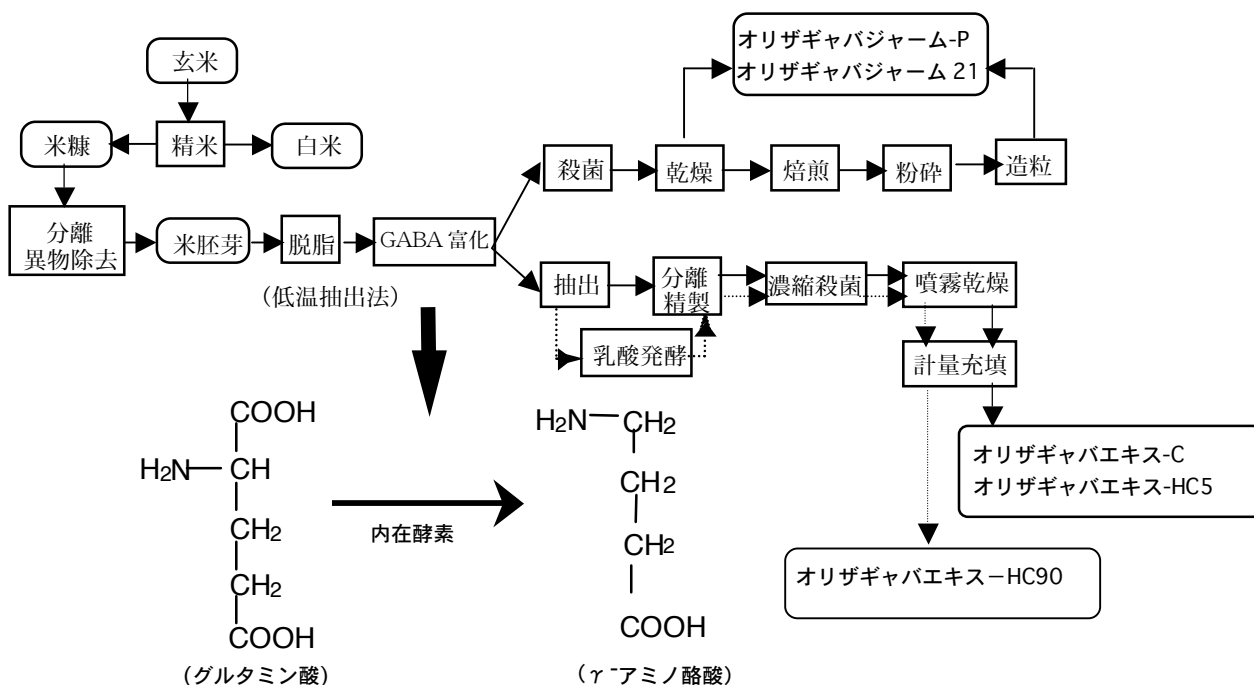 オリザギャバジャーム-P
オリザギャバジャーム 21
玄米
米糠
精米
白米
殺菌
乾燥
焙煎
粉砕
造粒
分離
異物除去
米胚芽
脱脂
GABA 富化
(低温抽出法)
抽出
分離
精製
濃縮殺菌
噴霧乾燥
乳酸発酵
計量充填
COOH
H2N
CH
CH2
CH2
COOH
(グルタミン酸)
内在酵素
H2N
CH2
CH2
CH2
COOH
(γ-アミノ酪酸)
オリザギャバエキス-C
オリザギャバエキス-HC5
オリザギャバエキス－HC90